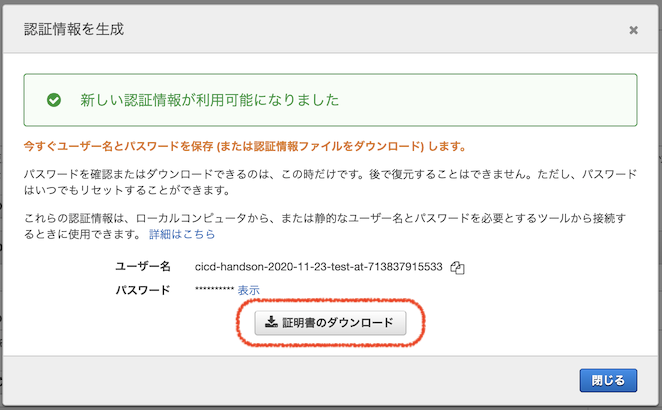 認証情報を生成
×
新しい認証情報が利用可能になりました
今すぐユーザー名とパスワードを保存 (または認証情報ファイルをダウンロード) します。
パスワードを確認またはダウンロードできるのは、この時だけです。後で復元することはできません。ただし、パスワード
はいつでもリセットすることができます。
これらの認証情報は、ローカルコンピュータから、または静的なユーザー名とパスワードを必要とするツールから接続す
るときに使用できます。 詳細はこちら
ユーザー名 cicd-handson-2020-11-23-test-at-713837915533
パスワード ********** 表示
証明書のダウンロード
閉じる